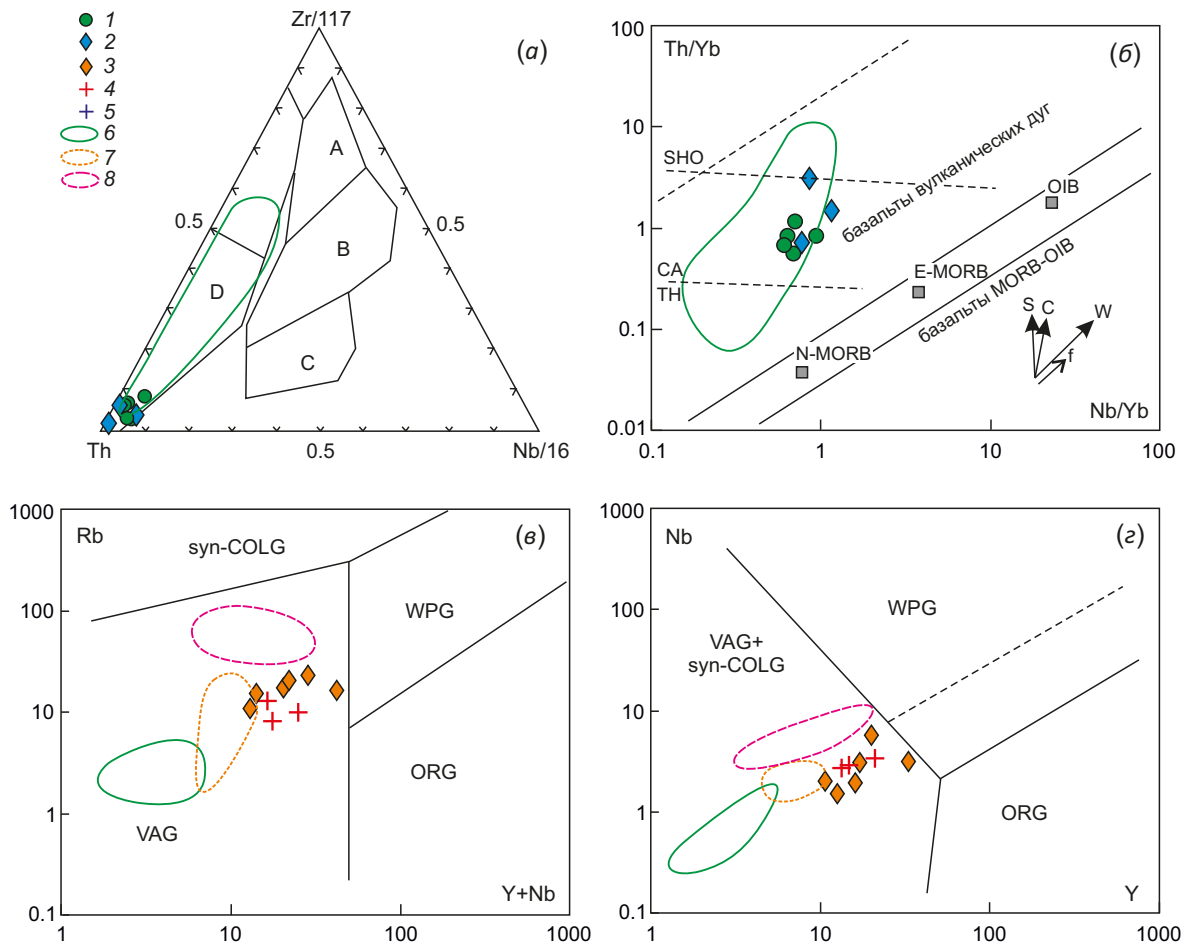 1
2
3
4
5
6
7
8
Zr/117
(а)
A
0.5
0.5
B
D
C
Th
0.5
Nb/16
100
Th/Yb
(б)
10
SHO
базальты вулканических дуг
OIB
1
CA
TH
E-MORB
базальты MORB-OIB
0.1
S
C
W
f
N-MORB
Nb/Yb
0.01
0.1
1
10
100
1000
Rb
(в)
syn-COLG
WPG
100
10
ORG
1
VAG
Y+Nb
0.1
1
10
100
1000
1000
Nb
(г)
WPG
100
VAG+
syn-COLG
10
1
ORG
Y
0.1
1
10
100
1000